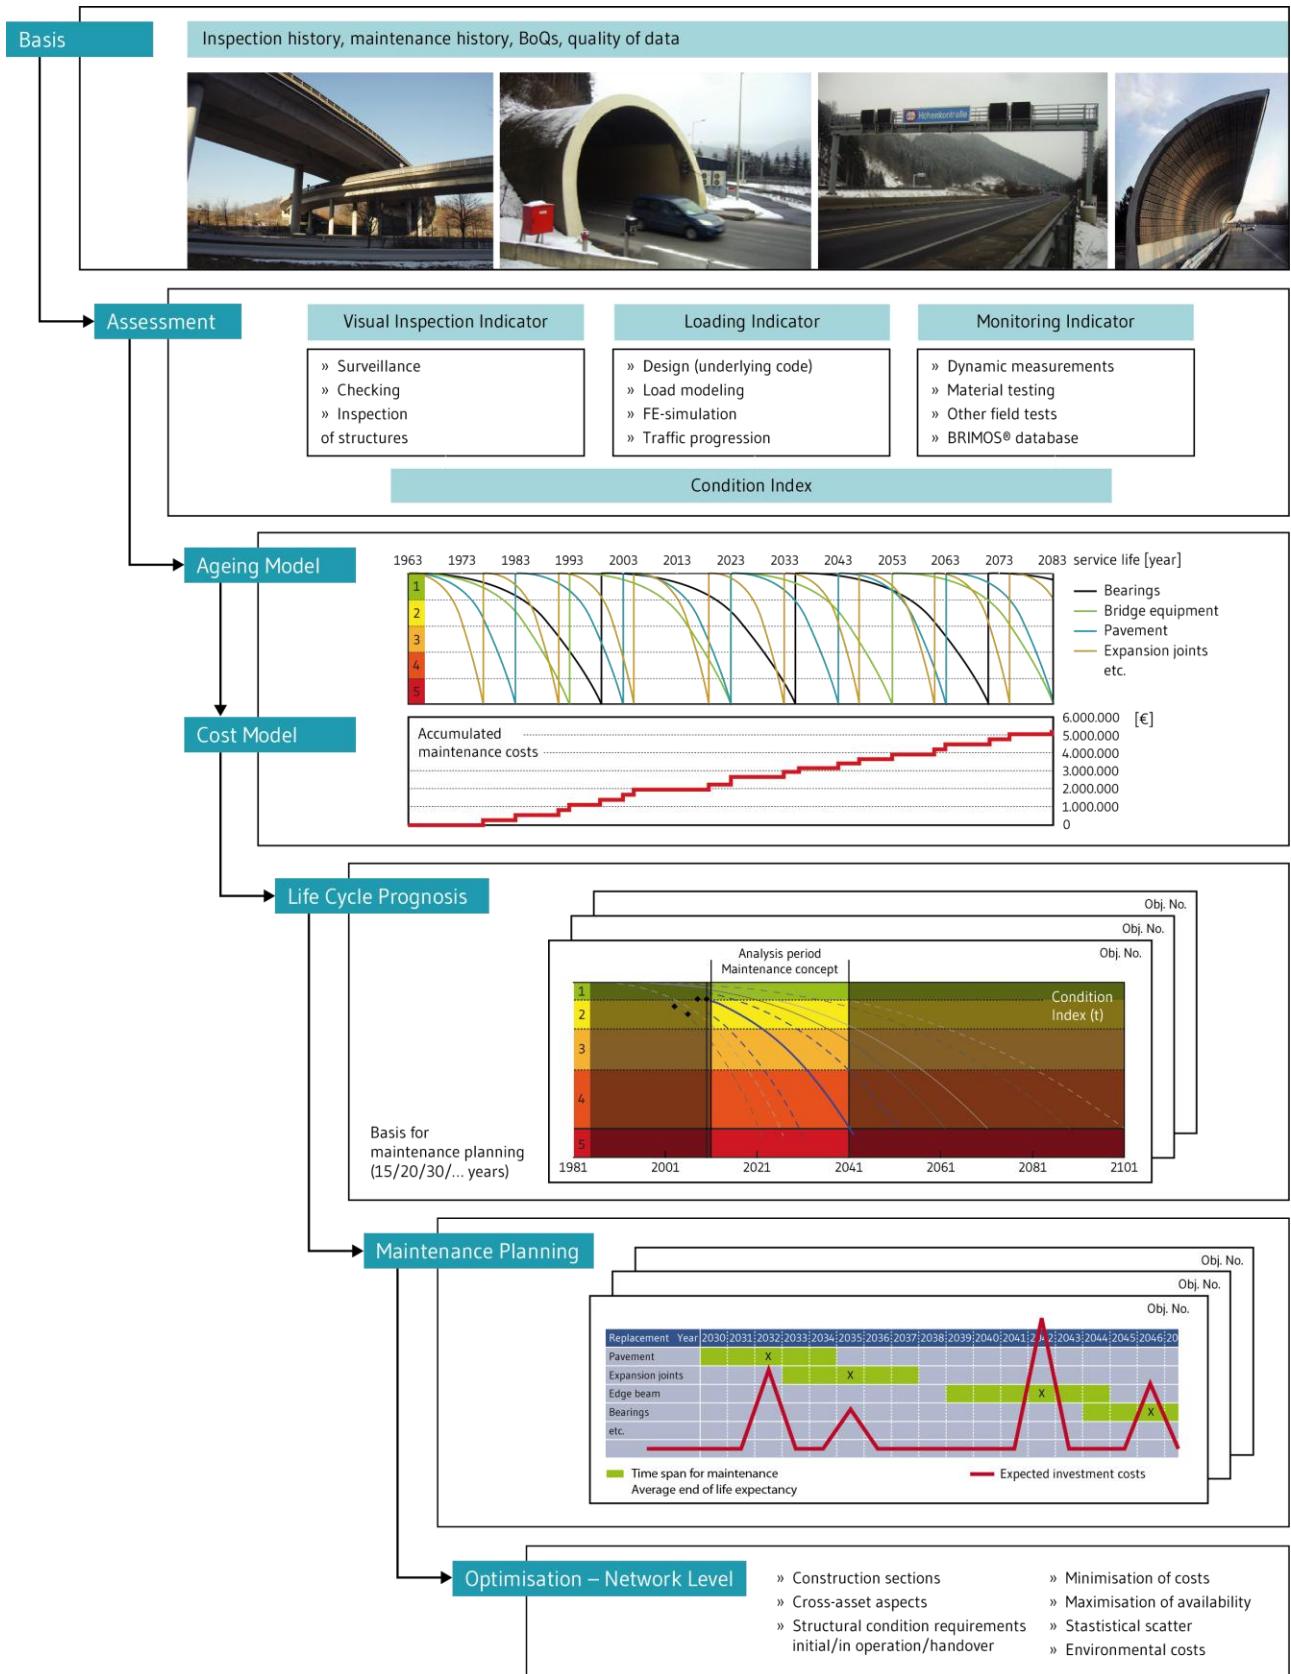 Basis
Inspection history, maintenance history, BoQs, quality of data
Höhenkontrolle
Assessment
Visual Inspection Indicator
» Surveillance
» Checking
» Inspection
of structures
Loading Indicator
» Design (underlying code)
» Load modeling
» FE-simulation
» Traffic progression
Monitoring Indicator
» Dynamic measurements
» Material testing
» Other field tests
» BRIMOS® database
Condition Index
Ageing Model
1963 1973 1983 1993 2003 2013 2023 2033 2043 2053 2063 2073 2083 service life [year]
1
2
3
4
5
Bearings
Bridge equipment
Pavement
Expansion joints
etc.
Cost Model
Accumulated
maintenance costs
6.000.000 [€]
5.000.000
4.000.000
3.000.000
2.000.000
1.000.000
0
Life Cycle Prognosis
Obj. No.
Obj. No.
Obj. No.
Analysis period
Maintenance concept
Condition
Index (t)
1
2
3
4
5
1981 2001 2021 2041 2061 2081 2101
Basis for
maintenance planning
(15/20/30/... years)
Maintenance Planning
Obj. No.
Obj. No.
Obj. No.
Replacement Year 2030 2031 2032 2033 2034 2035 2036 2037 2038 2039 2040 2041 2042 2043 2044 2045 2046 20
Pavement X
Expansion joints X
Edge beam X
Bearings X
etc.
Time span for maintenance
Average end of life expectancy
Expected investment costs
Optimisation – Network Level
» Construction sections
» Cross-asset aspects
» Structural condition requirements
initial/in operation/handover
» Minimisation of costs
» Maximisation of availability
» Stastistical scatter
» Environmental costs